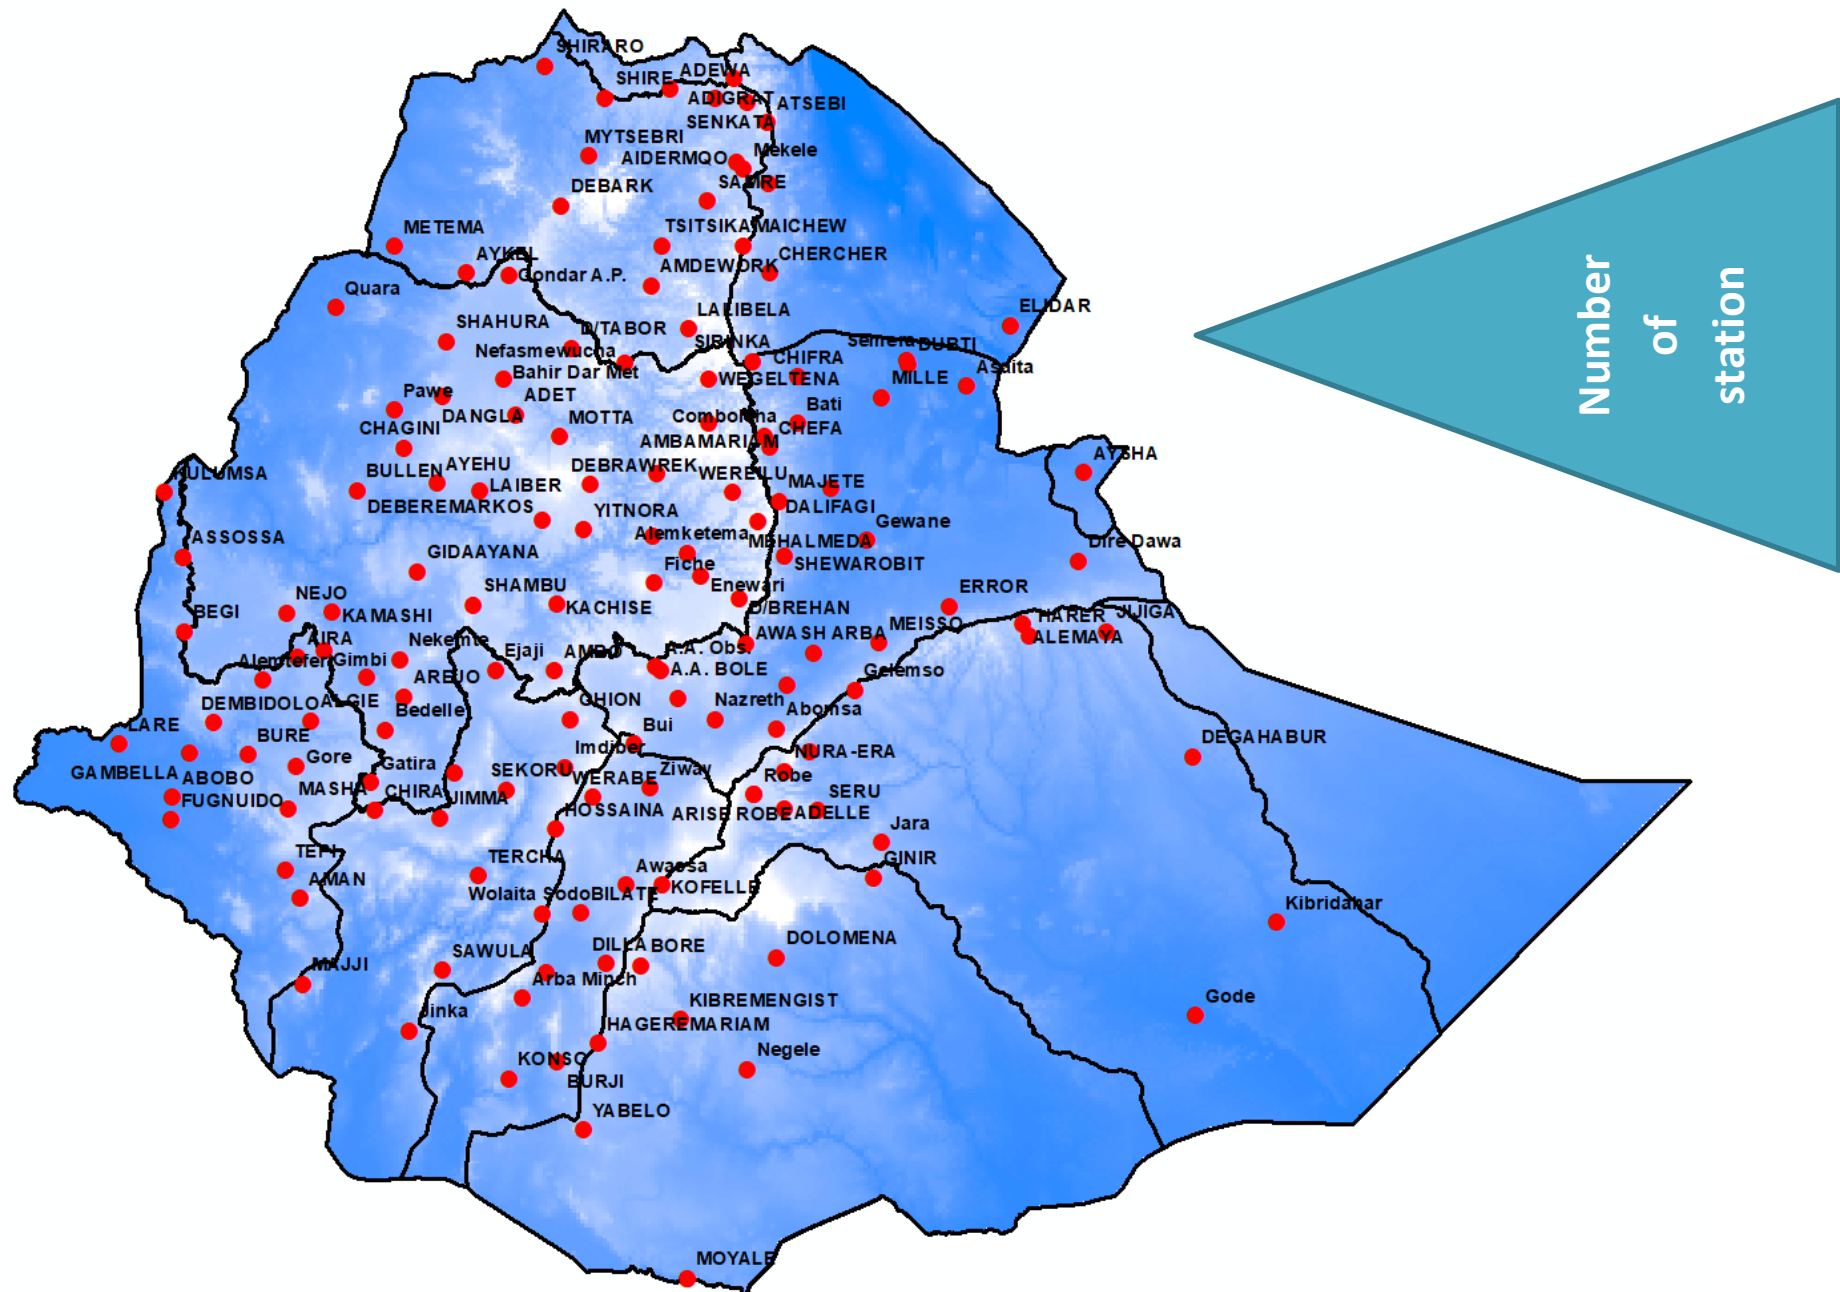 SHIRARO
SHIRE
ADEWA
ADIGRAT
ATSEBI
SENKATA
MYTSEBRI
AIDERMQO
Mekele
DEBARK
SAMRE
METEMA
TSITSIKA
MAICHEW
AYKEL
CHERCHER
Gondar A.P.
AMDEWORK
Quara
LALIBELA
ELIDAR
SHAHURA
D/TABOR
SIRINKA
Semera
DUBTI
Nefasmewucha
CHIFRA
Asaita
Bahir Dar Met
WEGELTENA
MILLE
Pawe
ADET
Bati
DANGLA
MOTTA
Combolcha
CHAGINI
CHEFA
AMBAMARIAM
AYSHA
KULUMSA
BULLEN
AYEHU
DEBRAWREK
WEREILU
LAIBER
MAJETE
DEBEREMARKOS
YITNORA
DALIFAGI
Gewane
ASSOSSA
Alemketema
MEHALMEDA
Dire Dawa
GIDAAYANA
Fiche
SHEWAROBIT
SHAMBU
Enewari
ERROR
NEJO
KAMASHI
KACHISE
D/BREHAN
BEGI
HARER
JIJIGA
AIRA
Nekemte
AWASH ARBA
MEISSO
ALEMAYA
Alemteferi
Gimbi
Ejaji
AMBO
A.A. Obs.
A.A. BOLE
Gelemso
AREJO
DEMBIDOLO
ALGIE
Bedelle
GHION
Nazreth
Abomsa
LARE
BURE
Bui
DEGAHABUR
Gore
Imdiber
NURA-ERA
GAMBELLA
ABOBO
Gatira
SEKORU
WERABE
Ziway
Robe
FUGNUIDO
MASHA
CHIRA
JIMMA
HOSSAINA
ARISE ROBE
ADELLE
SERU
Jara
TEPI
TERCHA
GINIR
AMAN
Awassa
KOFELLE
Wolaita Sodo
BILATE
Kibridahar
SAWULA
DILLA
BORE
DOLOMENA
MAJJI
Arba Minch
Jinka
KIBREMENGIST
Gode
HAGEREMARIAM
KONSO
Negele
BURJI
YABELO
MOYALE
Number
of
station